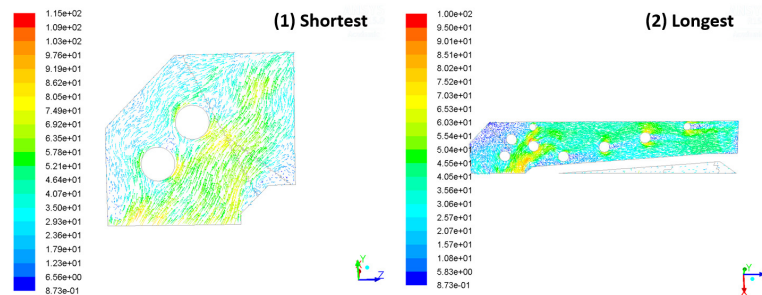 (1) Shortest
1.15e+02
1.09e+02
1.03e+02
9.76e+01
9.19e+01
8.62e+01
8.05e+01
7.49e+01
6.92e+01
6.35e+01
5.78e+01
5.21e+01
4.64e+01
4.07e+01
3.50e+01
2.93e+01
2.36e+01
1.79e+01
1.23e+01
6.56e+00
8.73e-01
Y
Z
(2) Longest
1.00e+02
9.50e+01
9.01e+01
8.51e+01
8.02e+01
7.52e+01
7.03e+01
6.53e+01
6.03e+01
5.54e+01
5.04e+01
4.55e+01
4.05e+01
3.56e+01
3.06e+01
2.57e+01
2.07e+01
1.57e+01
1.08e+01
5.83e+00
8.73e-01
Y
X